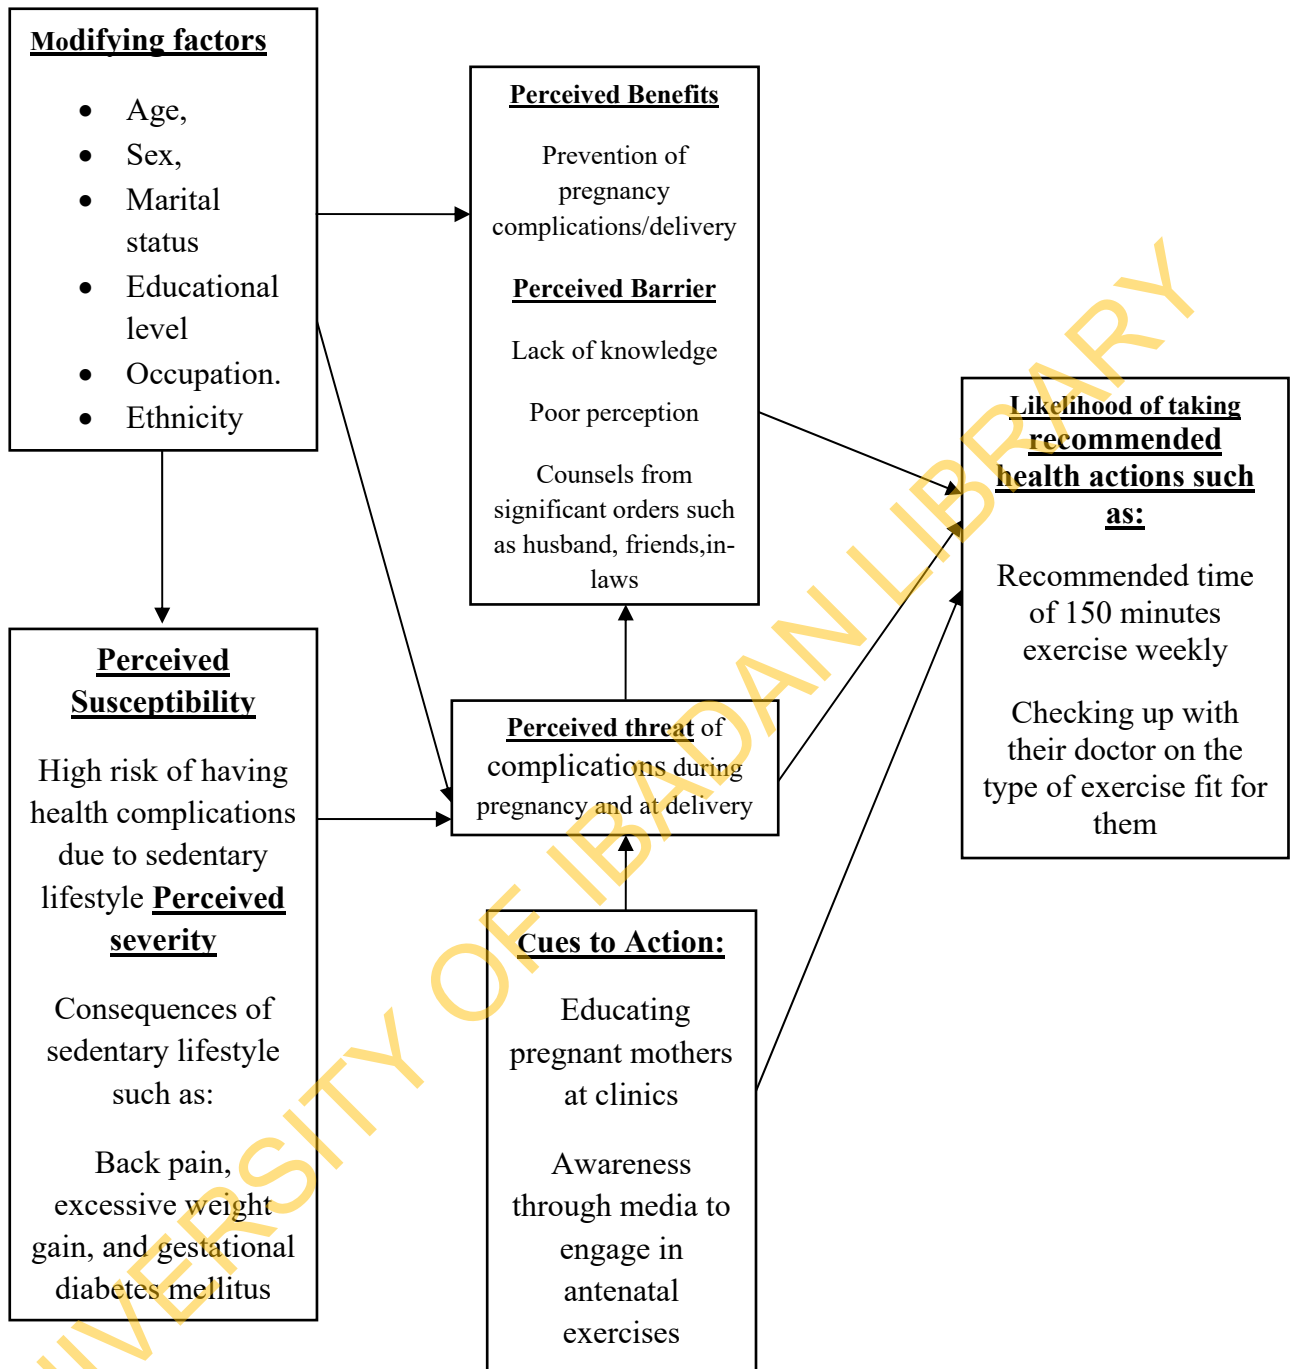 Modifying factors
• Age,
• Sex,
• Marital
status
• Educational
level
• Occupation.
• Ethnicity
Perceived Benefits
Prevention of
pregnancy
complications/delivery
Perceived Barrier
Lack of knowledge
Poor perception
Counsels from
significant orders such
as husband, friends,in-
laws
Likelihood of taking
recommended
health actions such
as:
Recommended time
of 150 minutes
exercise weekly
Checking up with
their doctor on the
type of exercise fit for
them
Perceived
Susceptibility
High risk of having
health complications
due to sedentary
lifestyle Perceived
severity
Consequences of
sedentary lifestyle
such as:
Back pain,
excessive weight
gain, and gestational
diabetes mellitus
Perceived threat of
complications during
pregnancy and at delivery
Cues to Action:
Educating
pregnant mothers
at clinics
Awareness
through media to
engage in
antenatal
exercises
NIVERSITY OF IBADAN LIBRARY